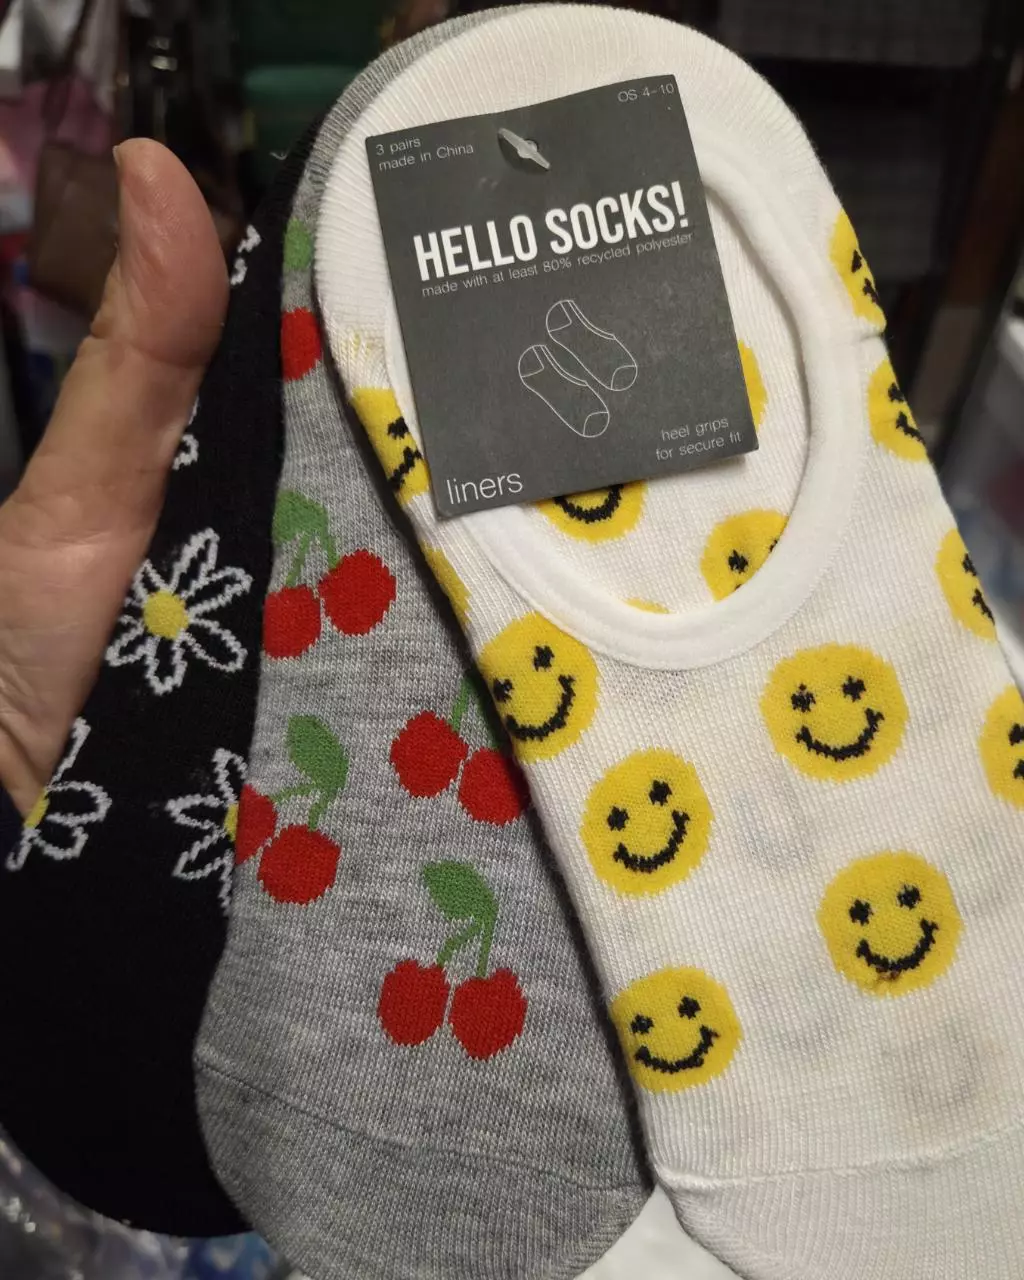 3 pairs
made in China
OS 4-10
HELLO SOCKS!
made with at least 80% recycled polyester
heel grips
for secure fit
liners